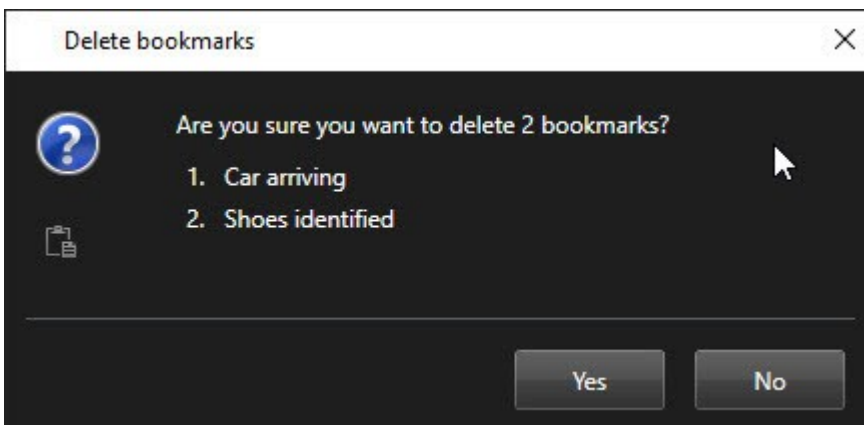 Delete bookmarks
Are you sure you want to delete 2 bookmarks?
1. Car arriving
2. Shoes identified
Yes
No